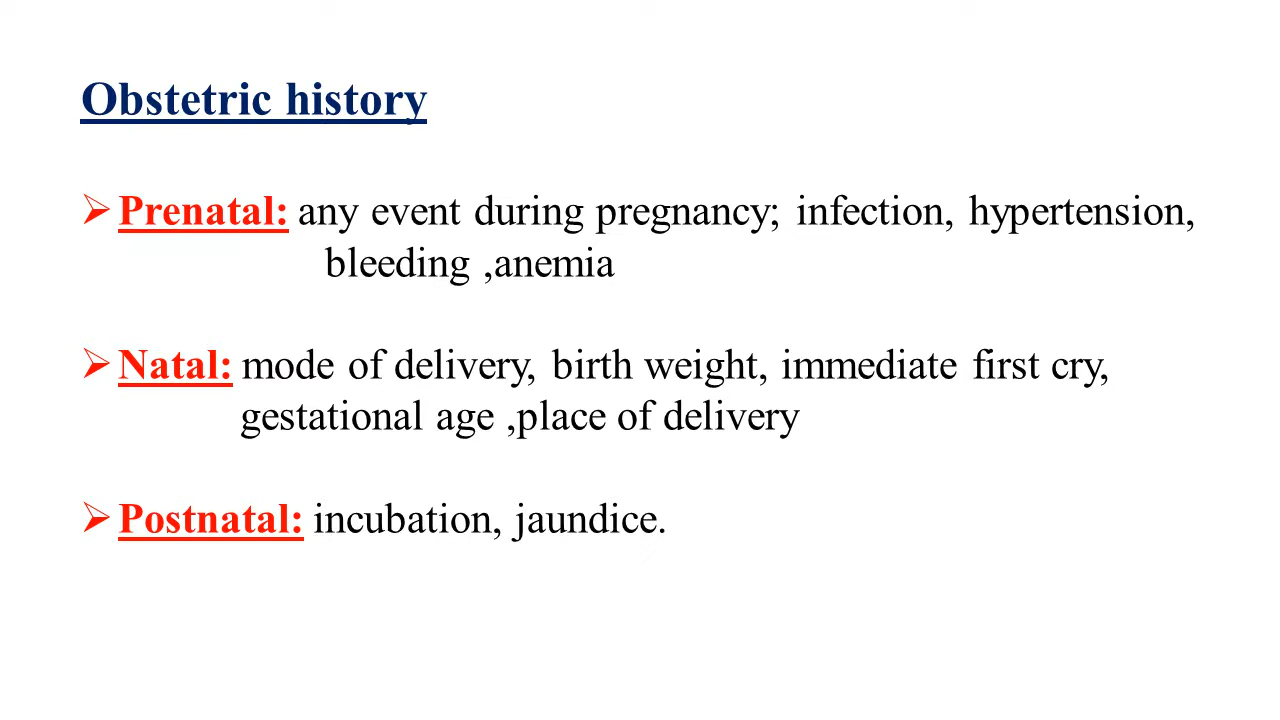 Obstetric history
➢ Prenatal: any event during pregnancy; infection, hypertension,
bleeding ,anemia
➢ Natal: mode of delivery, birth weight, immediate first cry,
gestational age ,place of delivery
➢ Postnatal: incubation, jaundice.